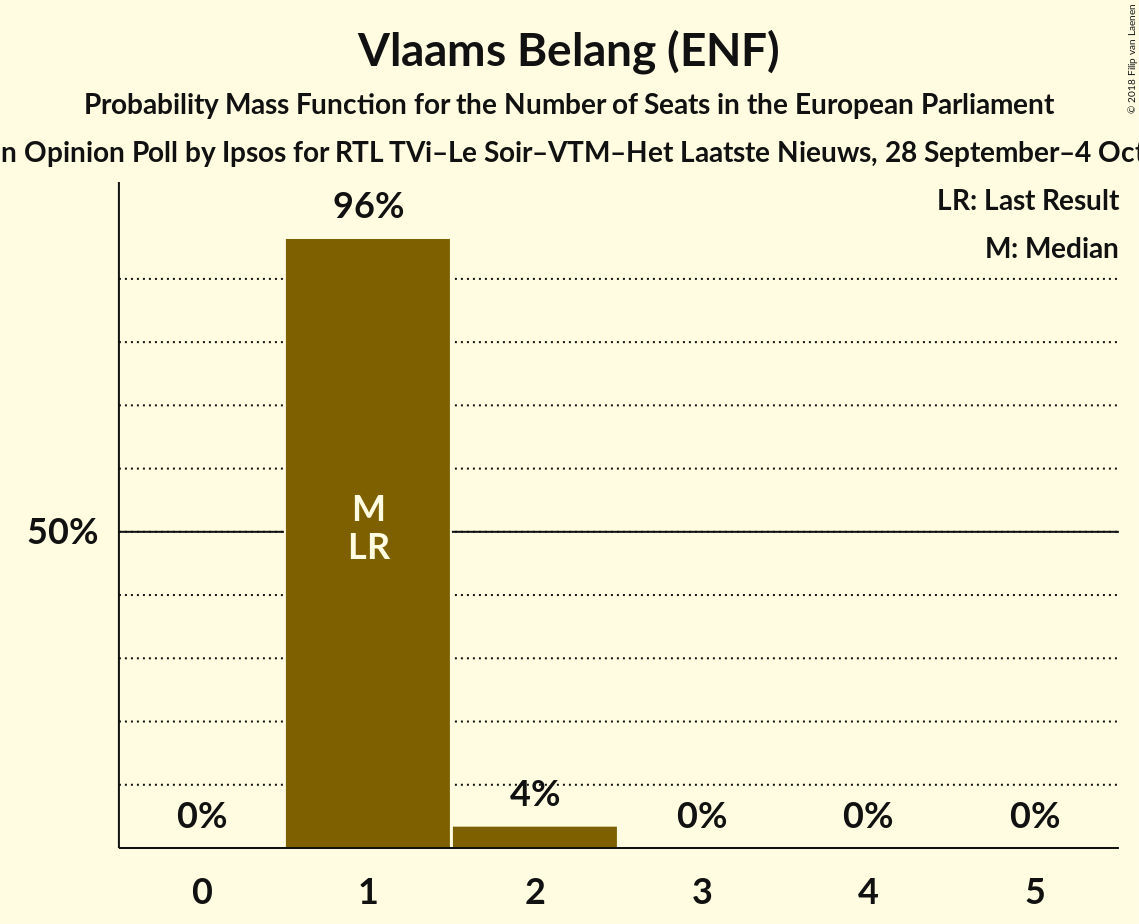 Vlaams Belang (ENF)
Probability Mass Function for the Number of Seats in the European Parliament
n Opinion Poll by Ipsos for RTL TVi–Le Soir–VTM–Het Laatste Nieuws, 28 September–4 Oct
© 2018 Filip van Laenen
LR: Last Result
M: Median
96%
M
LR
50%
4%
0%
0%
0%
0%
0 1 2 3 4 5